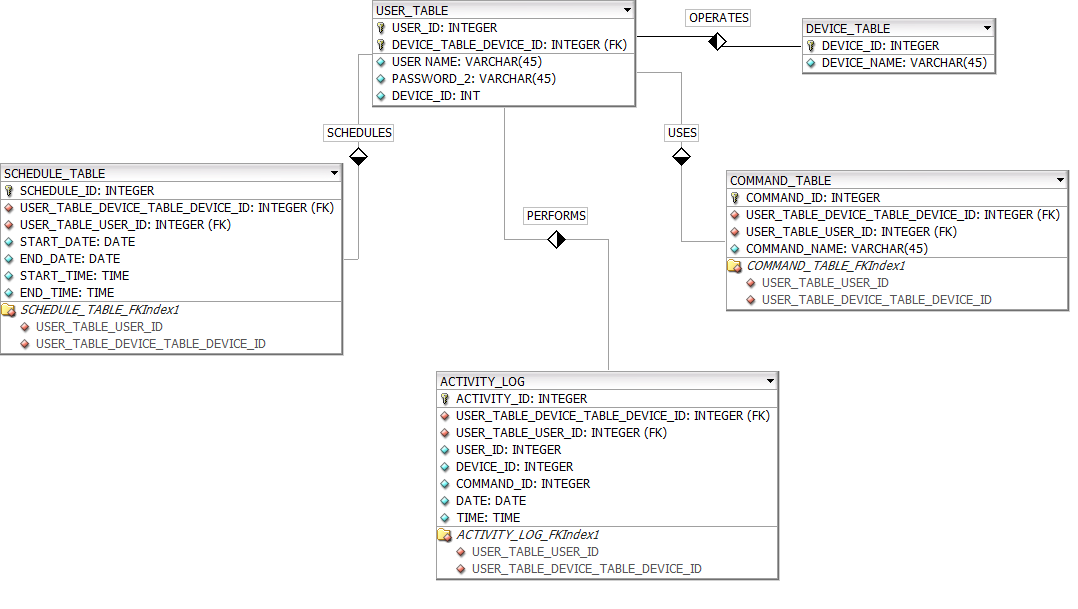 USER_TABLE
USER_ID: INTEGER
DEVICE_TABLE_DEVICE_ID: INTEGER (FK)
USER NAME: VARCHAR(45)
PASSWORD_2: VARCHAR(45)
DEVICE_ID: INT
OPERATES
DEVICE_TABLE
DEVICE_ID: INTEGER
DEVICE_NAME: VARCHAR(45)
SCHEDULES
USES
SCHEDULE_TABLE
SCHEDULE_ID: INTEGER
USER_TABLE_DEVICE_TABLE_DEVICE_ID: INTEGER (FK)
USER_TABLE_USER_ID: INTEGER (FK)
START_DATE: DATE
END_DATE: DATE
START_TIME: TIME
END_TIME: TIME
SCHEDULE_TABLE_FKIndex1
USER_TABLE_USER_ID
USER_TABLE_DEVICE_TABLE_DEVICE_ID
PERFORMS
COMMAND_TABLE
COMMAND_ID: INTEGER
USER_TABLE_DEVICE_TABLE_DEVICE_ID: INTEGER (FK)
USER_TABLE_USER_ID: INTEGER (FK)
COMMAND_NAME: VARCHAR(45)
COMMAND_TABLE_FKIndex1
USER_TABLE_USER_ID
USER_TABLE_DEVICE_TABLE_DEVICE_ID
ACTIVITY_LOG
ACTIVITY_ID: INTEGER
USER_TABLE_DEVICE_TABLE_DEVICE_ID: INTEGER (FK)
USER_TABLE_USER_ID: INTEGER (FK)
USER_ID: INTEGER
DEVICE_ID: INTEGER
COMMAND_ID: INTEGER
DATE: DATE
TIME: TIME
ACTIVITY_LOG_FKIndex1
USER_TABLE_USER_ID
USER_TABLE_DEVICE_TABLE_DEVICE_ID